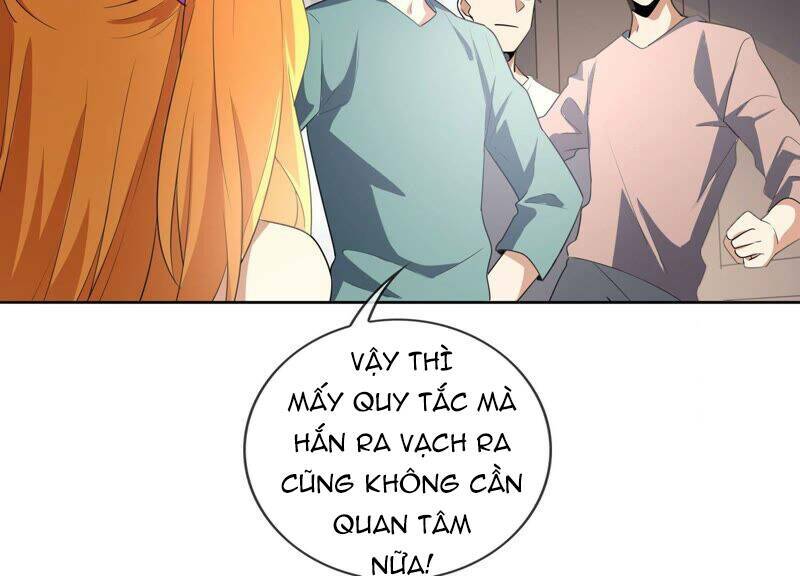 VẬY THÌ
MẤY QUY TẮC MÀ
HẮN RA VẠCH RA
CŨNG KHÔNG CẦN
QUAN TÂM
NỮA!